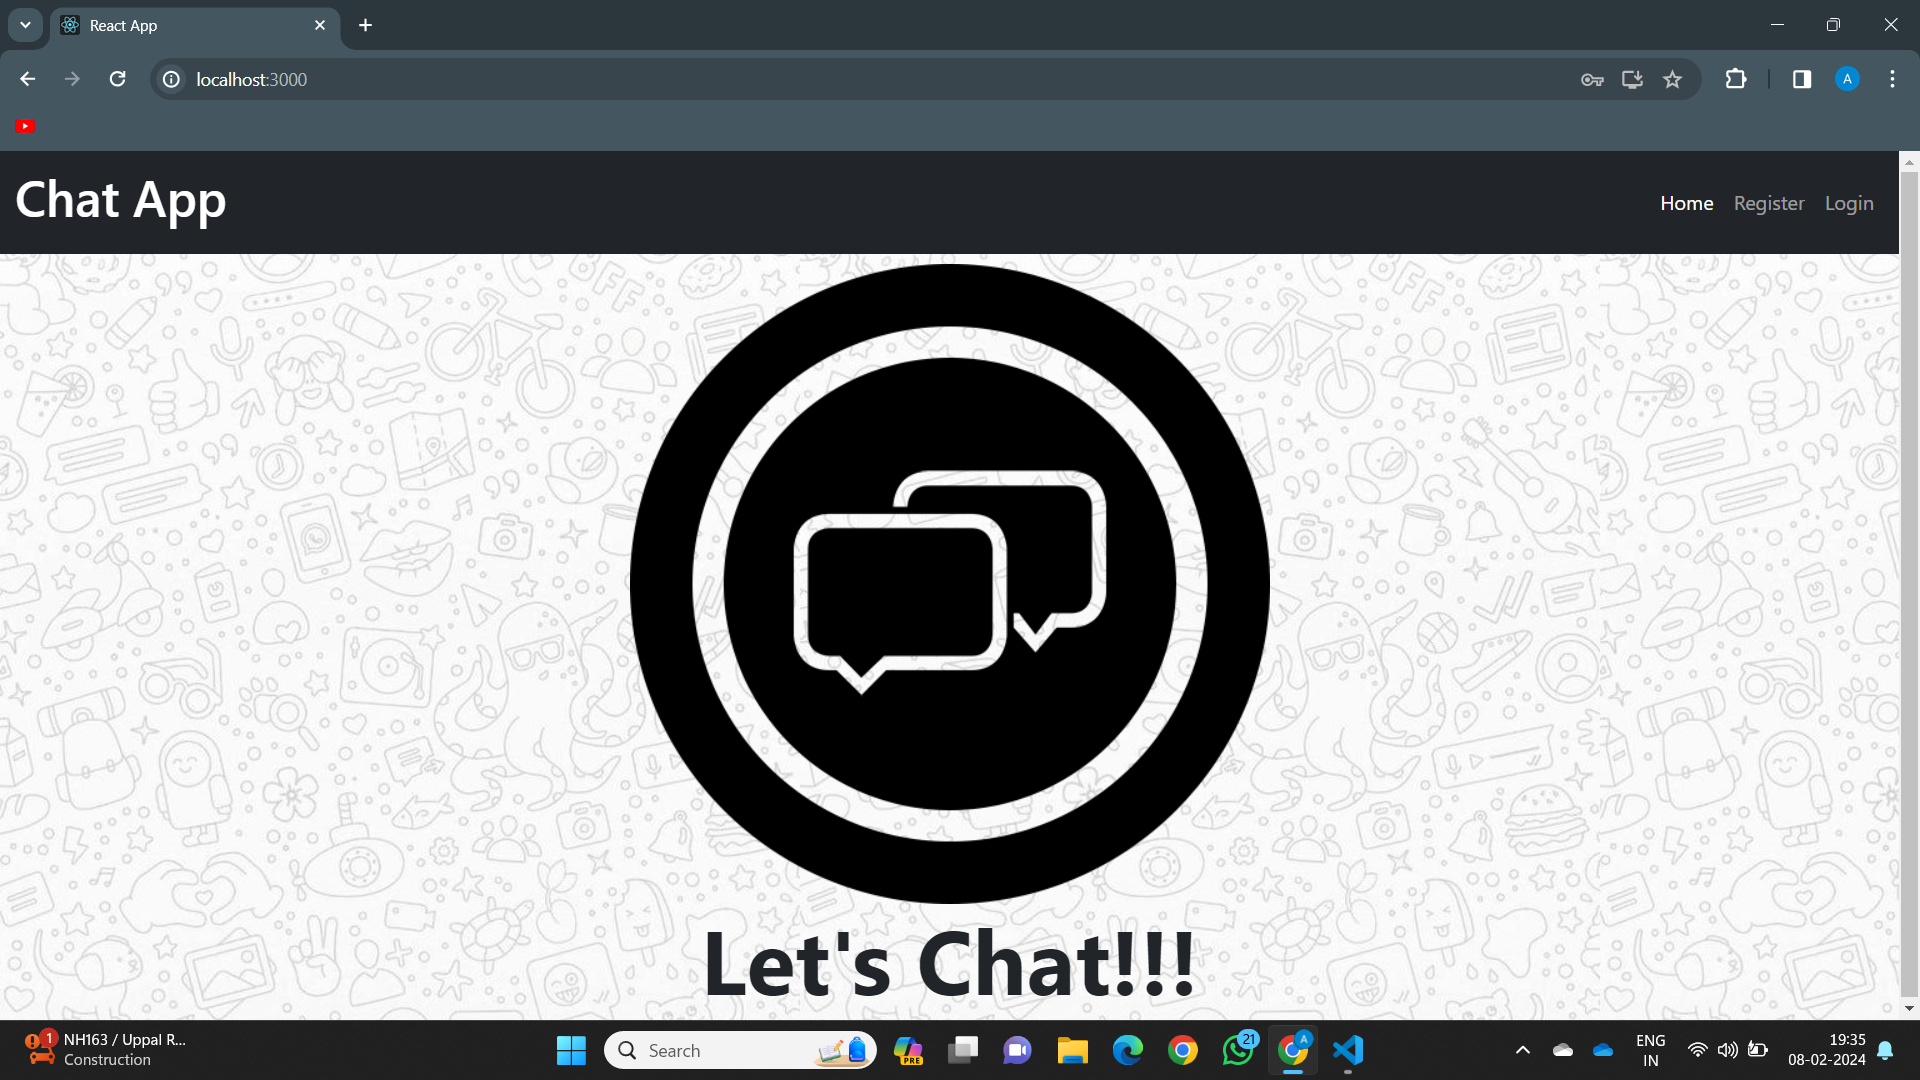 React App
localhost:3000
A
Chat App
Home
Register
Login
Let's Chat!!!
1
NH163 / Uppal R...
Construction
Search
PRE
21
A
ENG
IN
19:35
08-02-2024